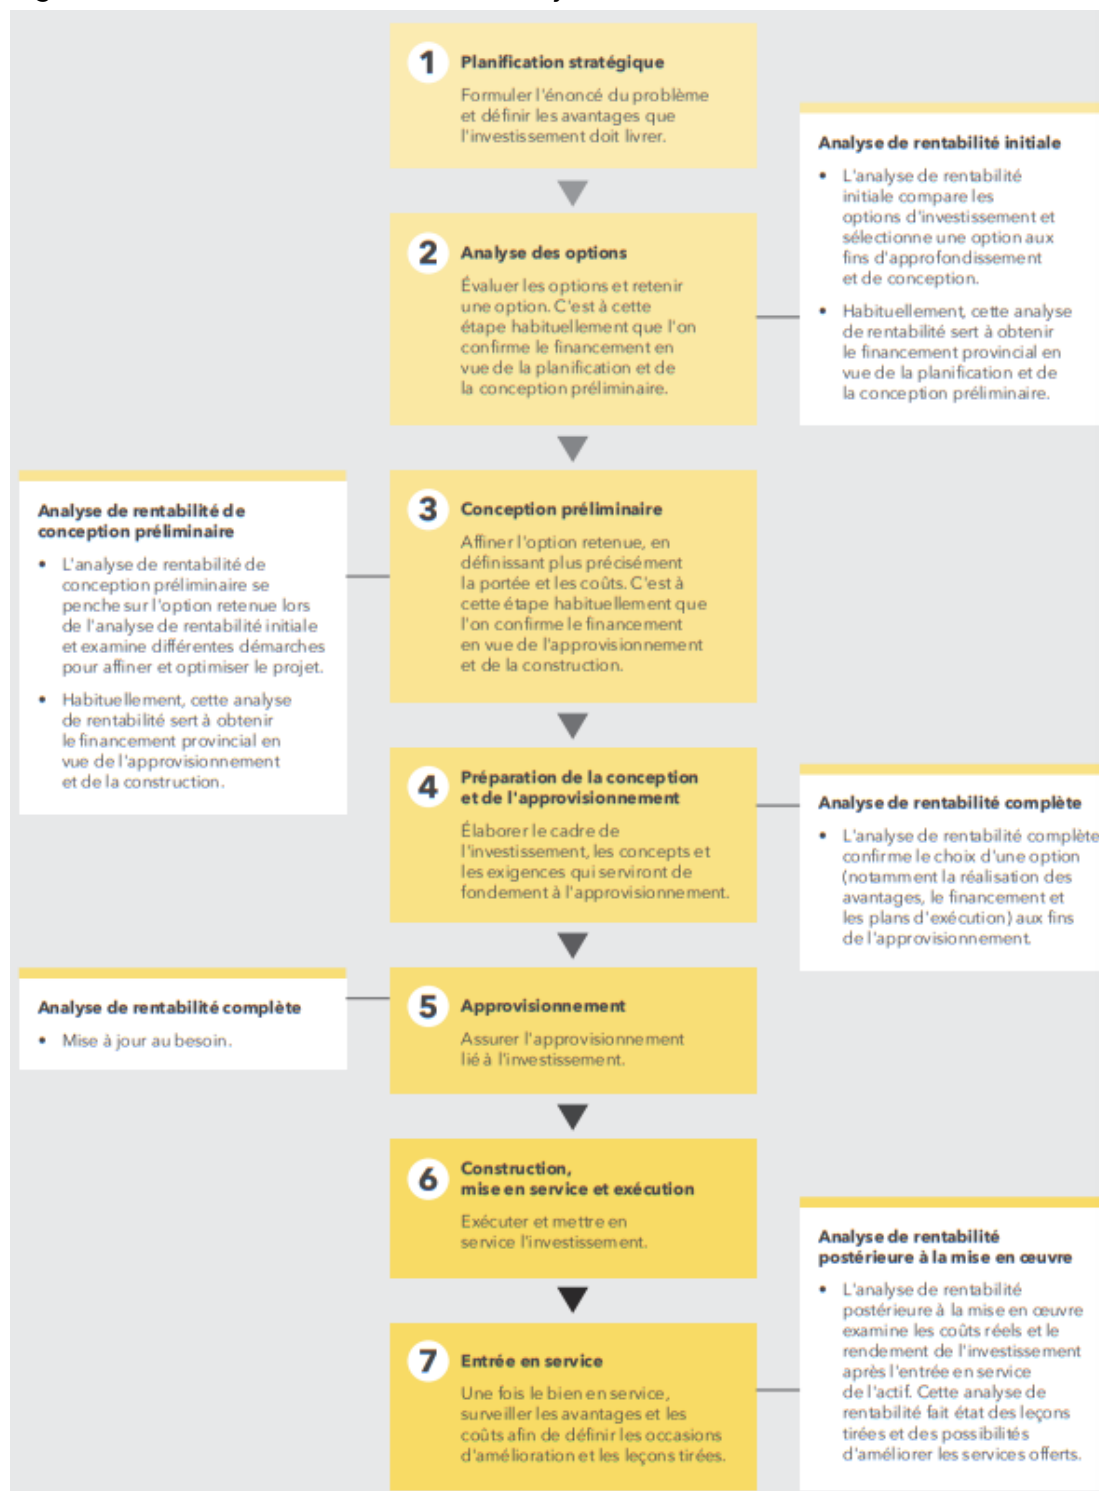 1 Planification stratégique
Formuler l'énoncé du problème
et définir les avantages que
l'investissement doit livrer.
Analyse de rentabilité initiale
• L'analyse de rentabilité
initiale compare les
options d'investissement et
sélectionne une option aux
fins d'approfondissement
et de conception.
• Habituellement, cette analyse
de rentabilité sert à obtenir
le financement provincial en
vue de la planification et de
la conception préliminaire.
2 Analyse des options
Évaluer les options et retenir
une option. C'est à cette
étape habituellement que l'on
confirme le financement en
vue de la planification et de
la conception préliminaire.
Analyse de rentabilité de
conception préliminaire
• L'analyse de rentabilité de
conception préliminaire se
penche sur l'option retenue lors
de l'analyse de rentabilité initiale
et examine différentes démarches
pour affiner et optimiser le projet.
• Habituellement, cette analyse
de rentabilité sert à obtenir
le financement provincial en
vue de l'approvisionnement
et de la construction.
3 Conception préliminaire
Affiner l'option retenue, en
définissant plus précisément
la portée et les coûts. C'est à
cette étape habituellement que
l'on confirme le financement
en vue de l'approvisionnement
et de la construction.
4 Préparation de la conception
et de l'approvisionnement
Élaborer le cadre de
l'investissement, les concepts et
les exigences qui serviront de
fondement à l'approvisionnement.
Analyse de rentabilité complète
• L'analyse de rentabilité complète
confirme le choix d'une option
(notamment la réalisation des
avantages, le financement et
les plans d'exécution) aux fins
de l'approvisionnement.
Analyse de rentabilité complète
• Mise à jour au besoin.
5 Approvisionnement
Assurer l'approvisionnement
lié à l'investissement.
6 Construction,
mise en service et exécution
Exécuter et mettre en
service l'investissement.
Analyse de rentabilité
postérieure à la mise en œuvre
• L'analyse de rentabilité
postérieure à la mise en œuvre
examine les coûts réels et le
rendement de l'investissement
après l'entrée en service
de l'actif. Cette analyse de
rentabilité fait état des leçons
tirées et des possibilités
d'améliorer les services offerts.
7 Entrée en service
Une fois le bien en service,
surveiller les avantages et les
coûts afin de définir les occasions
d'amélioration et les leçons tirées.